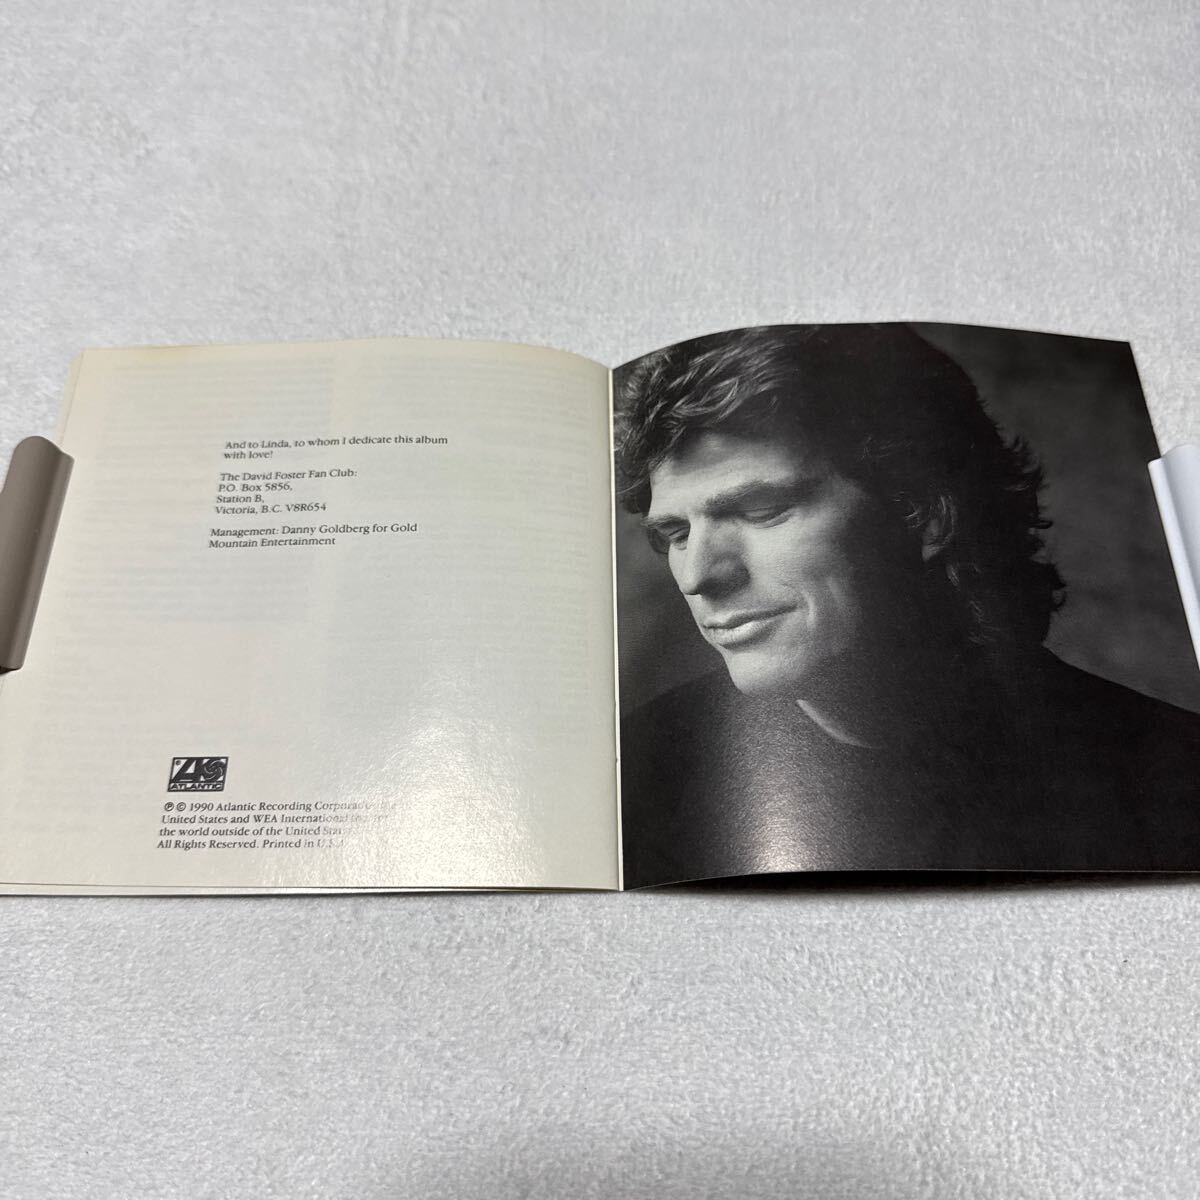 And to Linda, to whom I dedicate this album
with love!
The David Foster Fan Club:
P.O. Box 5856,
Station B,
Victoria, B.C. V8R654
Management: Danny Goldberg for Gold
Mountain Entertainment
ATLANTIC
℗ © 1990 Atlantic Recording
United States and WEA International
the world outside of the United
All Rights Reserved. Printed in U.S.A